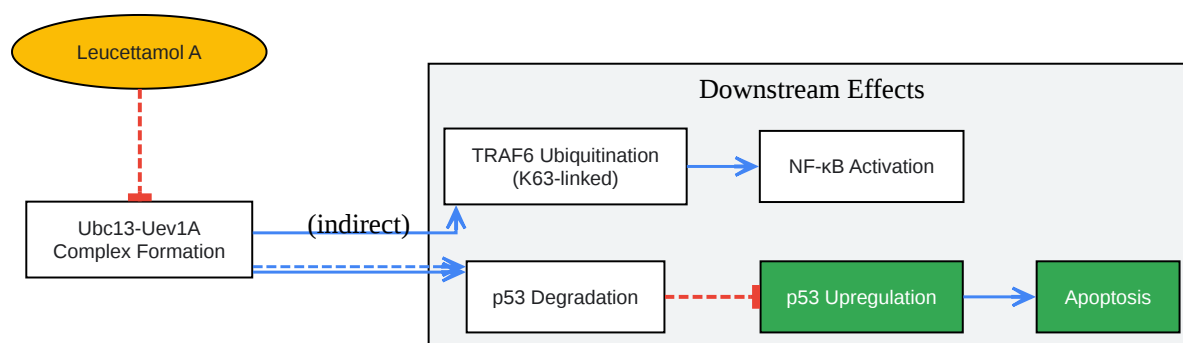 Leucettamol A
Downstream Effects
TRAF6 Ubiquitination
(K63-linked)
NF-κB Activation
Ubc13-Uev1A
Complex Formation
(indirect)
p53 Degradation
p53 Upregulation
Apoptosis